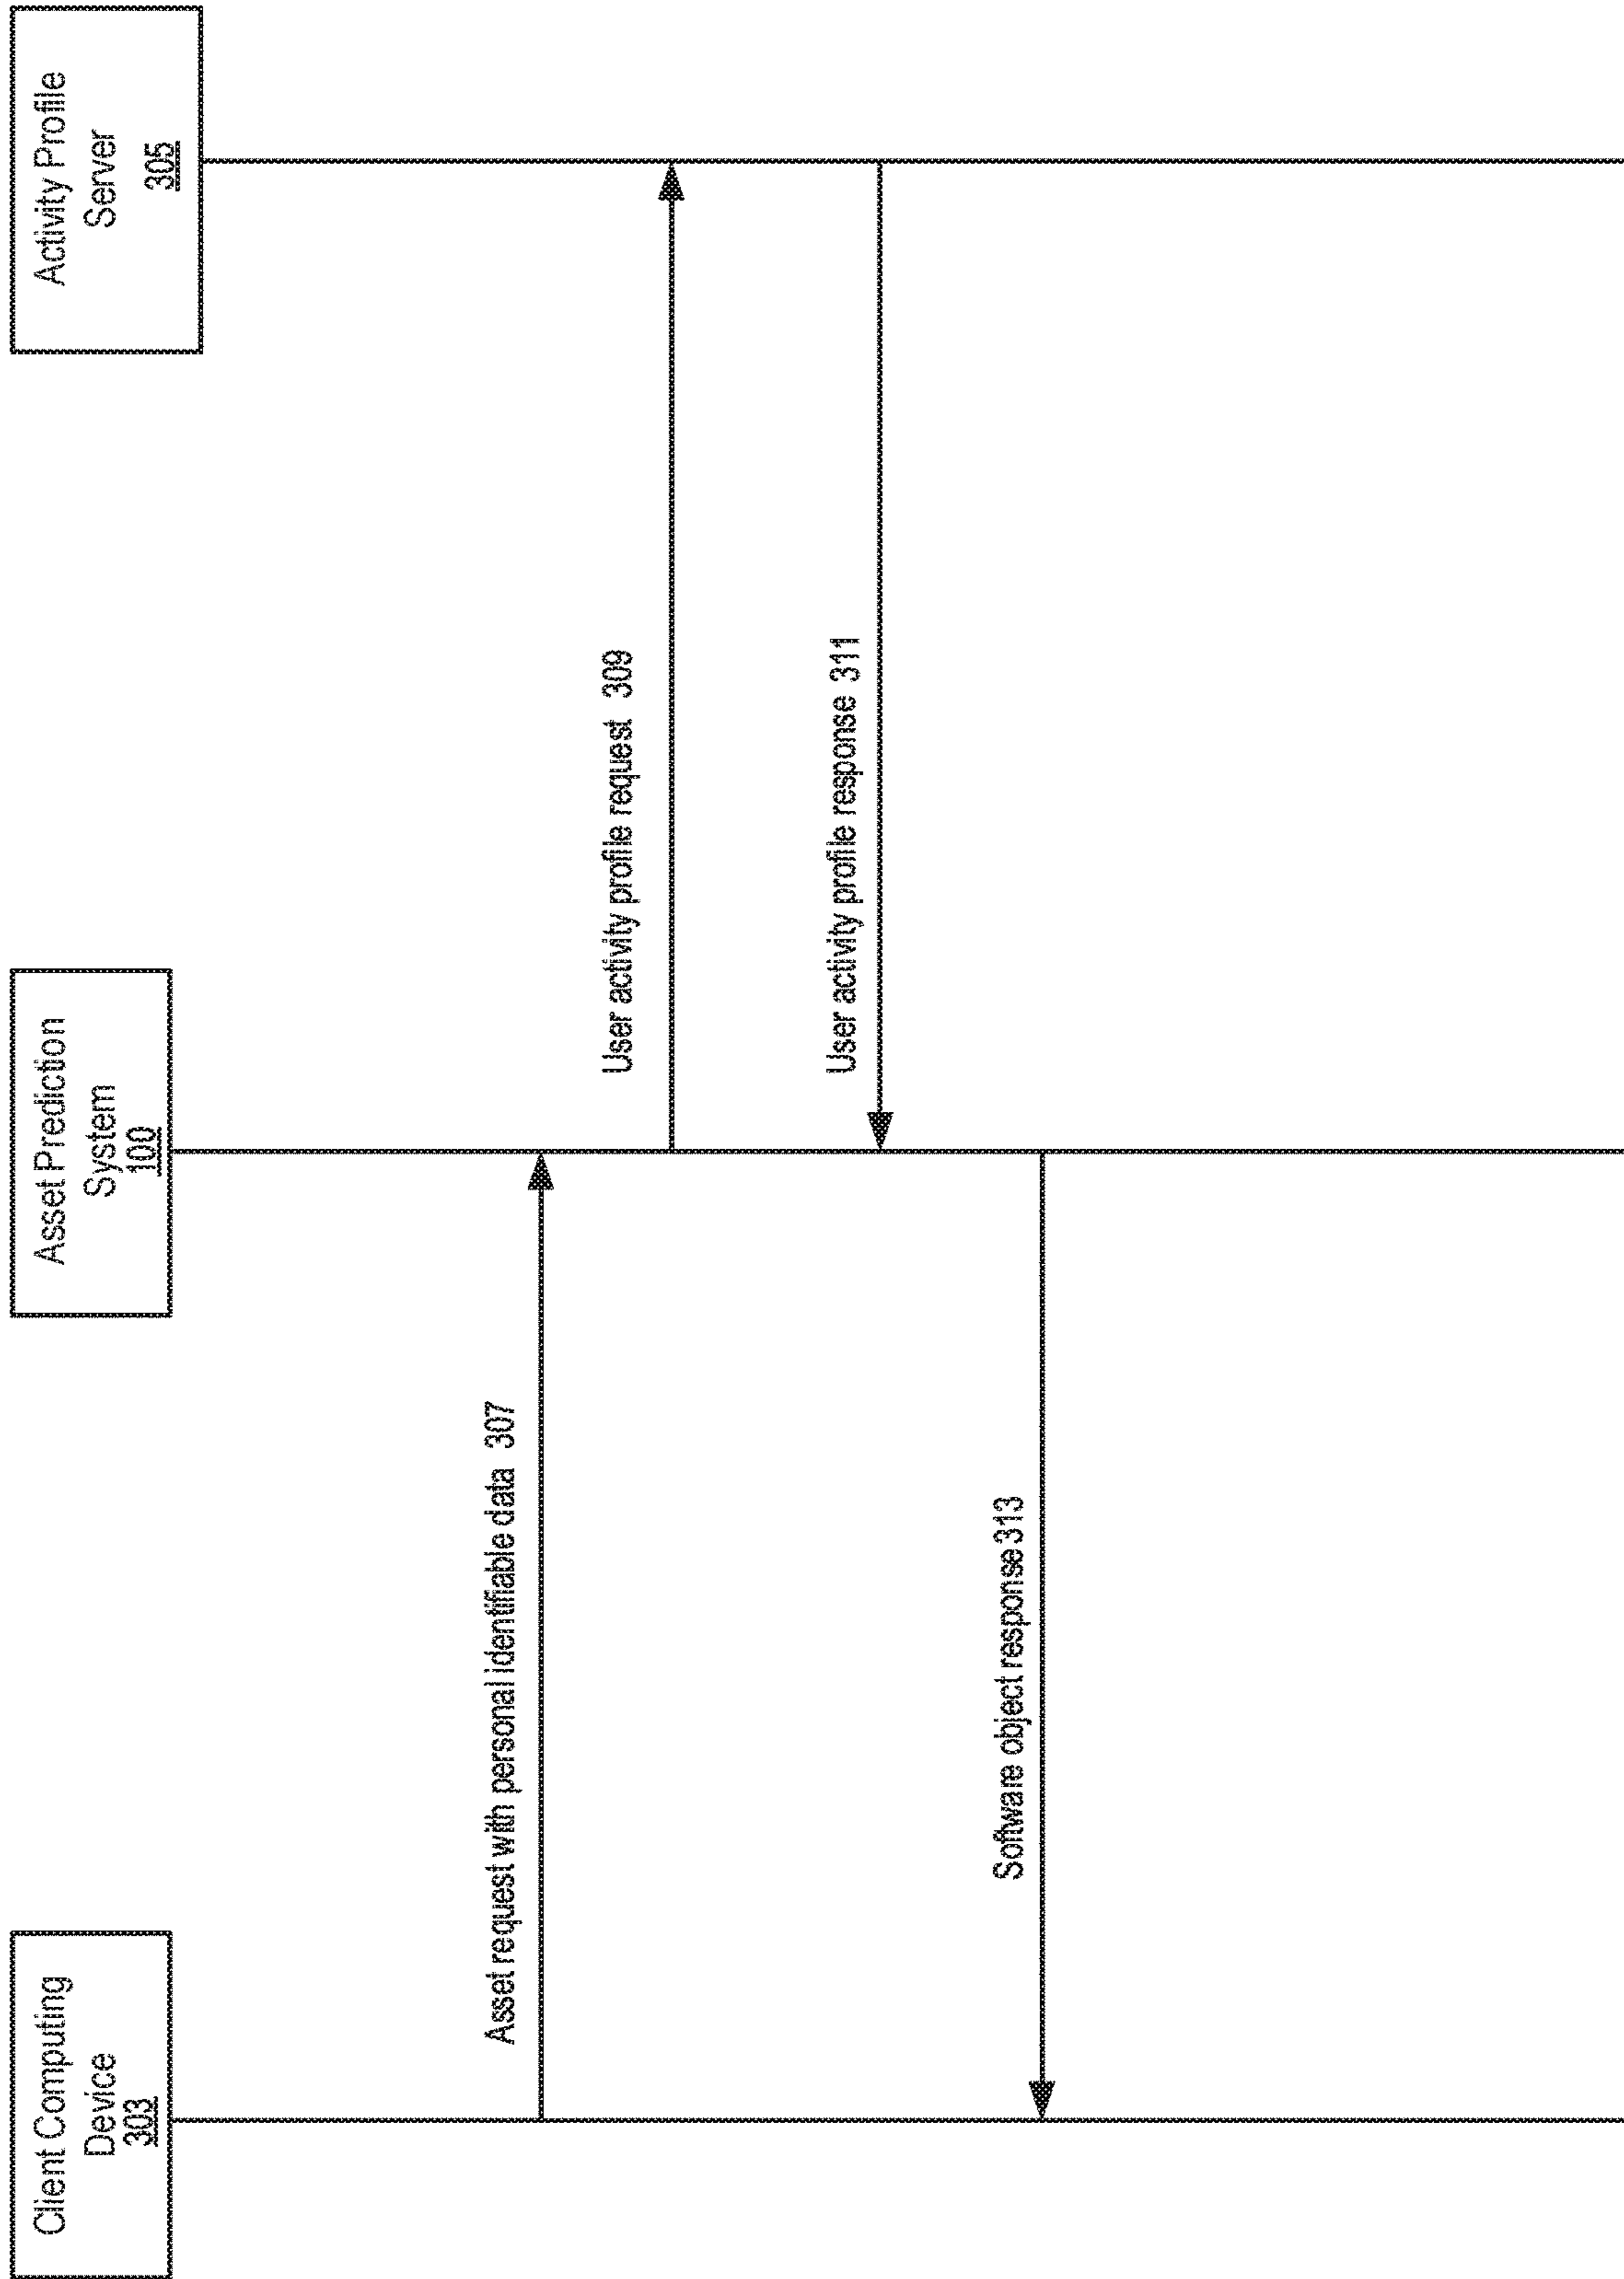 Client Computing
Device
303
Asset Prediction
System
100
Activity Profile
Server
305
Asset request with personal identifiable data 307
User activity profile request 309
User activity profile response 311
Software object response 313